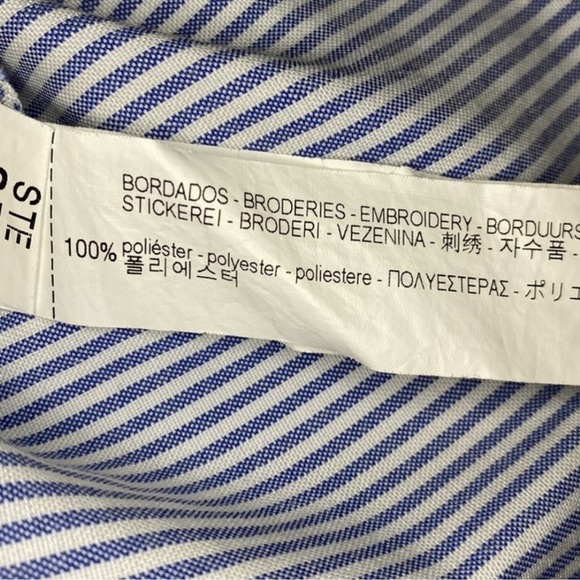 STE
BORDADOS - BRODERIES - EMBROIDERY - BORDUURS
STICKEREI - BRODERI - VEZENINA - 刺绣 - 자수품 -
100% poliéster - polyester - poliestere - ΠΟΛΥΕΣΤΕΡΑΣ - ポリエ
폴리에스터